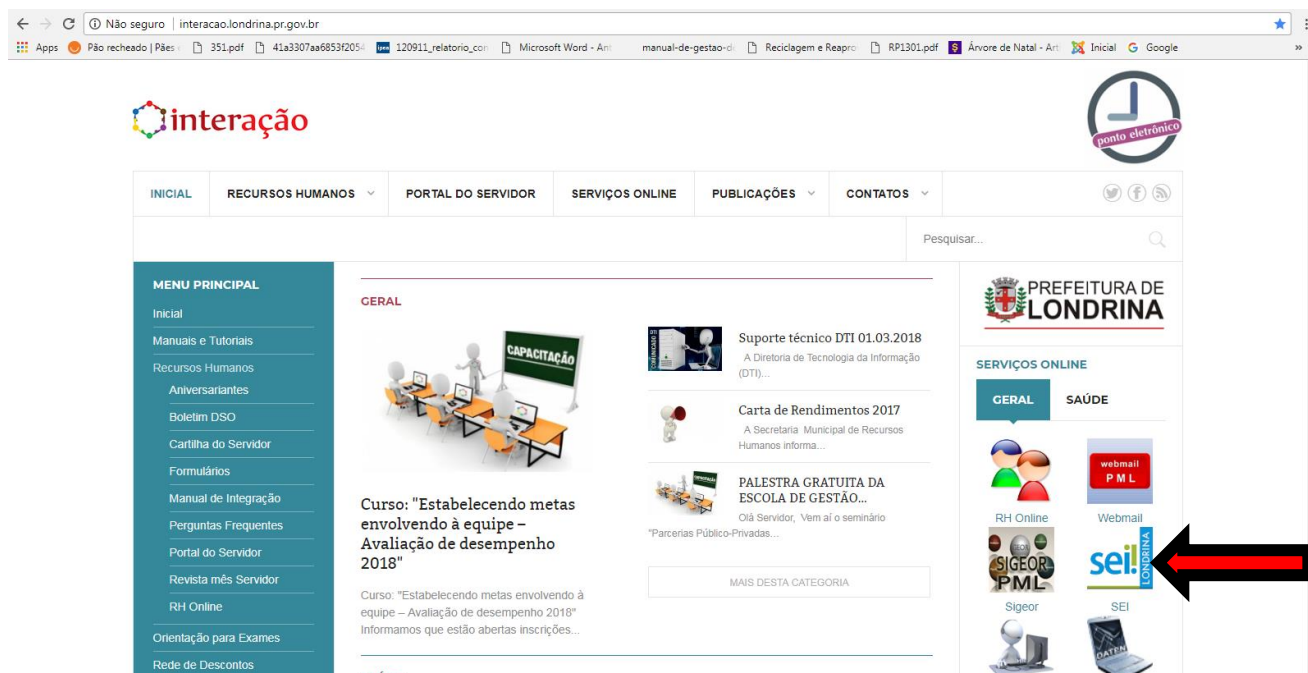 Não seguro | interacao.londrina.pr.gov.br
Apps Pão recheado | Pães 351.pdf 41a3307aa6853f2054 120911_relatorio_con Microsoft Word - An manual-de-gestao-d Reciclagem e Reapro RP1301.pdf Árvore de Natal - Art Inicial Google »
interação
ponto eletrônico
INICIAL RECURSOS HUMANOS PORTAL DO SERVIDOR SERVIÇOS ONLINE PUBLICAÇÕES CONTATOS
Pesquisar...
MENU PRINCIPAL
Inicial
Manuais e Tutoriais
Recursos Humanos
Aniversariantes
Boletim DSO
Cartilha do Servidor
Formulários
Manual de Integração
Perguntas Frequentes
Portal do Servidor
Revista mês Servidor
RH Online
Orientação para Exames
Rede de Descontos
GERAL
CAPACITAÇÃO
Curso: "Estabelecendo metas
envolvendo à equipe –
Avaliação de desempenho
2018"
Curso: "Estabelecendo metas envolvendo à
equipe – Avaliação de desempenho 2018"
Informamos que estão abertas inscrições...
COMUNICADO DTI
Suporte técnico DTI 01.03.2018
A Diretoria de Tecnologia da Informação
(DTI)...
Carta de Rendimentos 2017
A Secretaria Municipal de Recursos
Humanos informa...
PALESTRA GRATUITA DA
ESCOLA DE GESTÃO...
Olá Servidor, Vem aí o seminário
"Parcerias Público-Privadas...
MAIS DESTA CATEGORIA
PREFEITURA DE
LONDRINA
SERVIÇOS ONLINE
GERAL SAÚDE
webmail
PML
RH Online Webmail
SIGEOR
PML
sei!
LONDRINA
Sigeor SEI